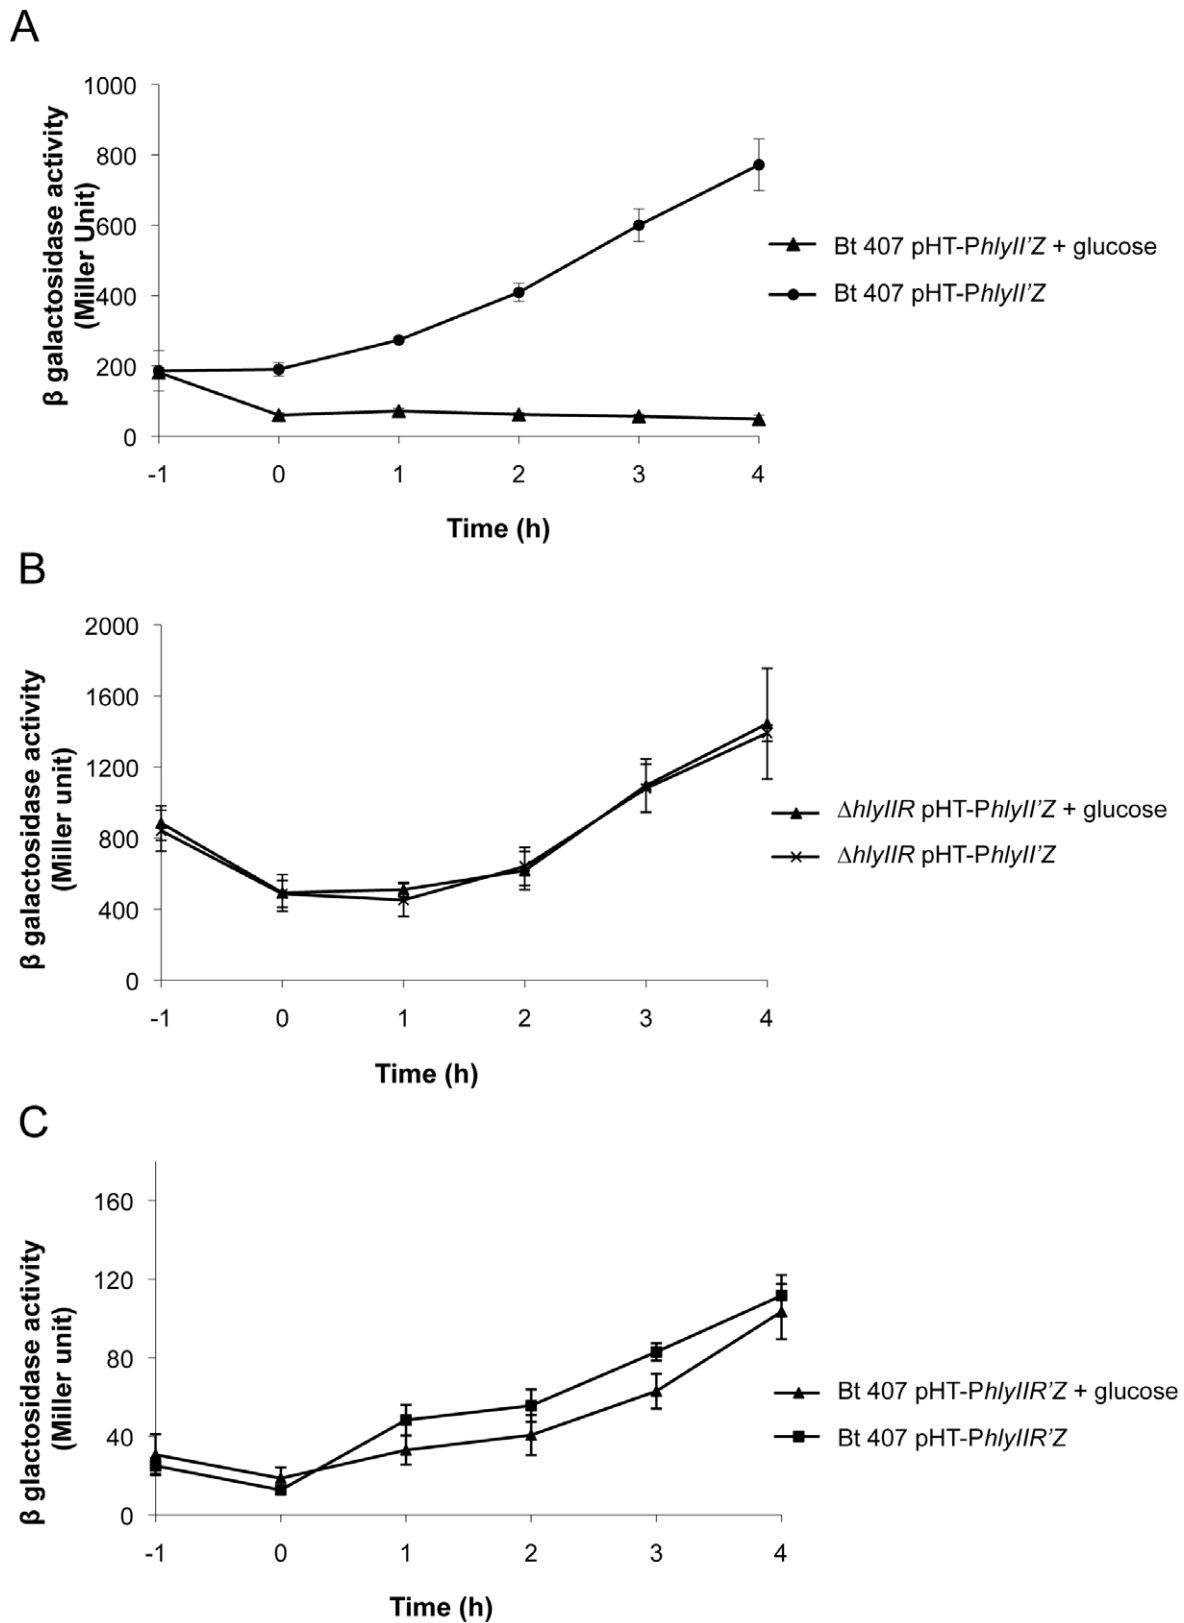 A
β galactosidase activity
(Miller Unit)
1000
800
600
400
200
0
-1 0 1 2 3 4
Time (h)
Bt 407 pHT-PhlyII'Z + glucose
Bt 407 pHT-PhlyII'Z
B
β galactosidase activity
(Miller unit)
2000
1600
1200
800
400
0
-1 0 1 2 3 4
Time (h)
ΔhlyIIR pHT-PhlyII'Z + glucose
ΔhlyIIR pHT-PhlyII'Z
C
β glactosidase activity
(Miller unit)
160
120
80
40
0
-1 0 1 2 3 4
Time (h)
Bt 407 pHT-PhlyIIR'Z + glucose
Bt 407 pHT-PhlyIIR'Z